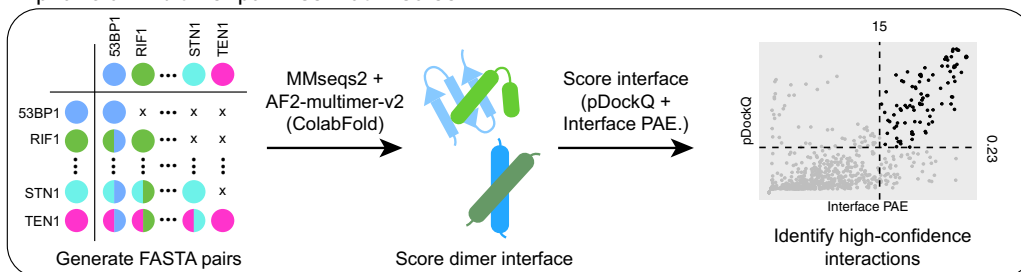 53BP1
RIF1
STN1
TEN1
53BP1
x
x
x
RIF1
x
x
STN1
x
TEN1
Generate FASTA pairs
MMseqs2 +
AF2-multimer-v2
(ColabFold)
Score dimer interface
Score interface
(pDockQ +
Interface PAE.)
15
pDockQ
0.23
Interface PAE
Identify high-confidence
interactions